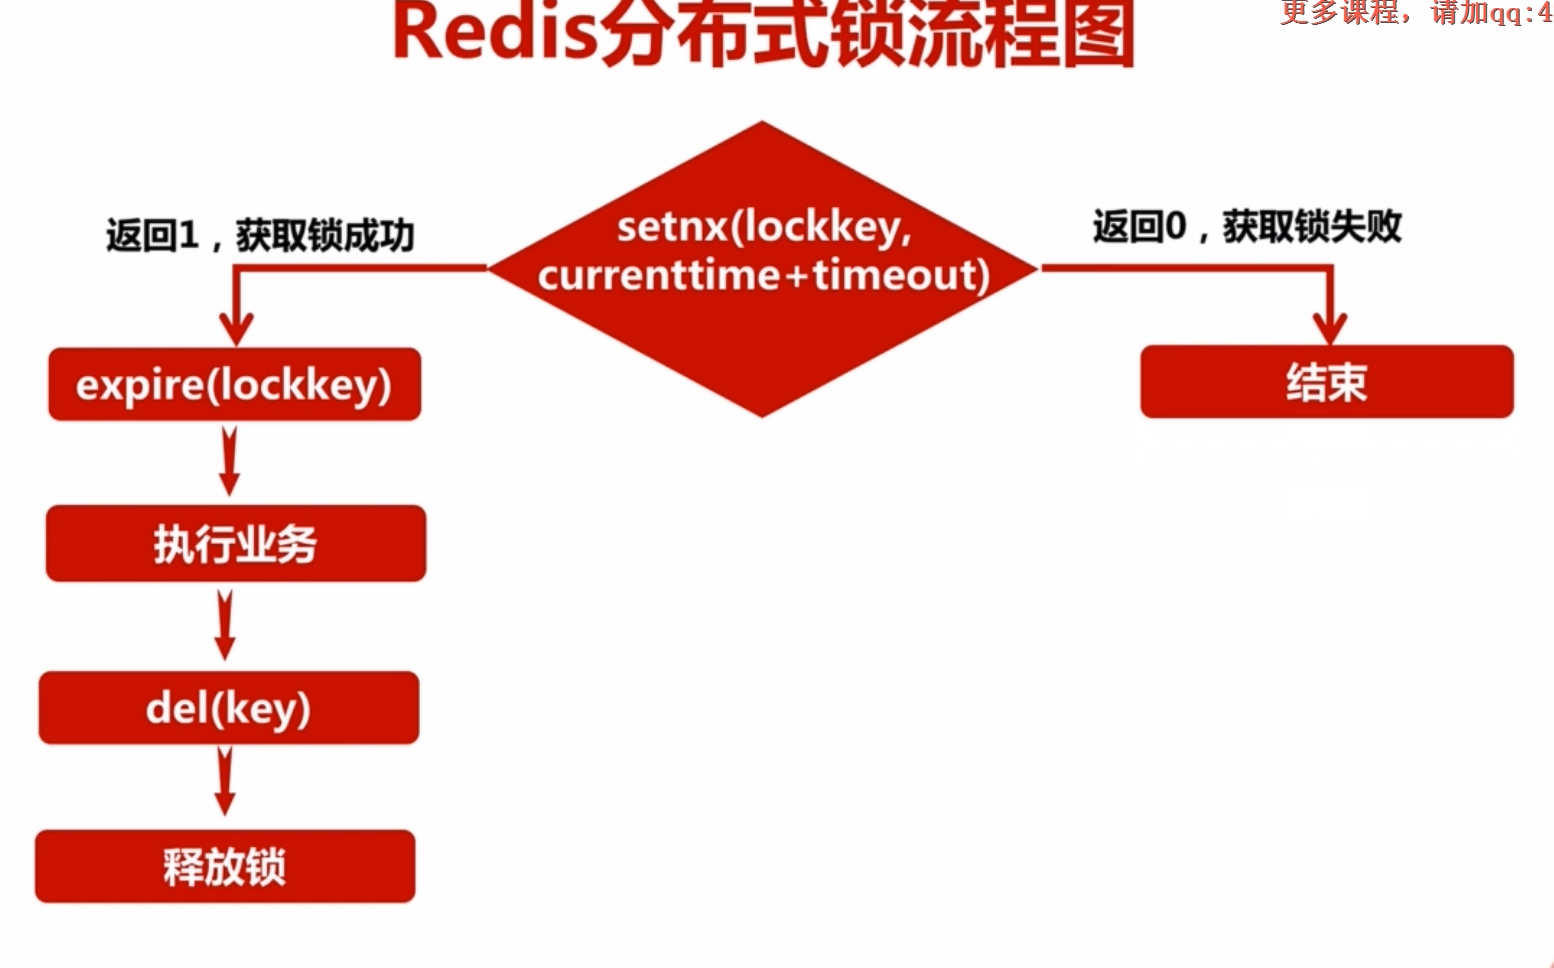 Redis分布式锁流程图
更多课程，请加qq:4
setnx(lockkey,
currenttime+timeout)
返回1，获取锁成功
返回0，获取锁失败
expire(lockkey)
结束
执行业务
del(key)
释放锁